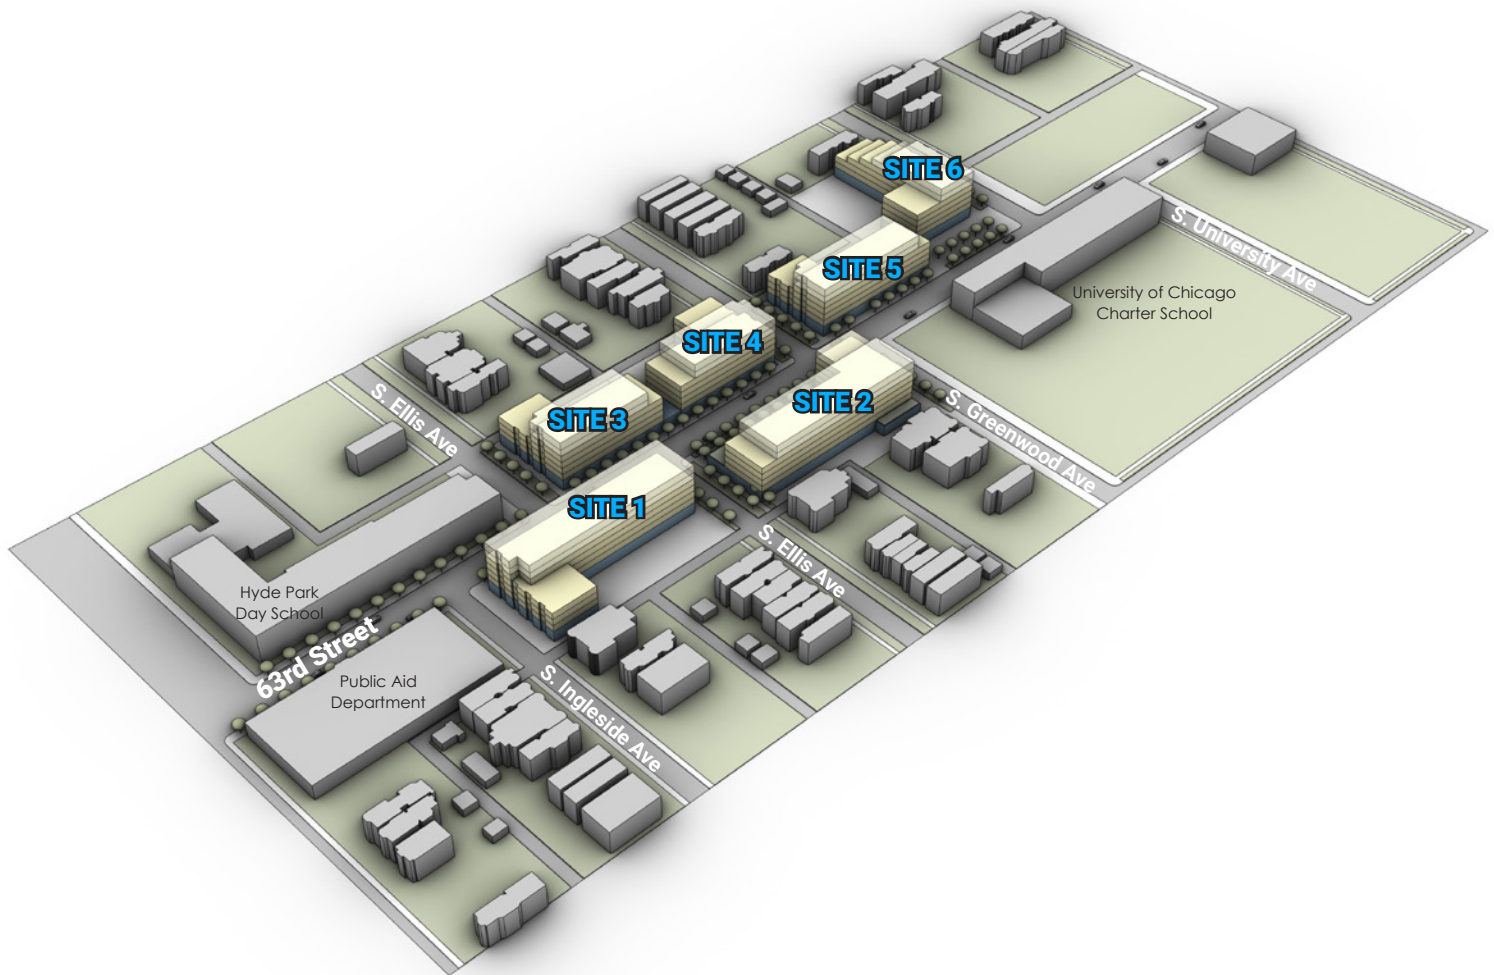 SITE 6
S. University Ave
SITE 5
University of Chicago
Charter School
SITE 4
S. Ellis Ave
SITE 3
SITE 2
S. Greenwood Ave
SITE 1
S. Ellis Ave
Hyde Park
Day School
63rd Street
Public Aid
Department
S. Ingleside Ave